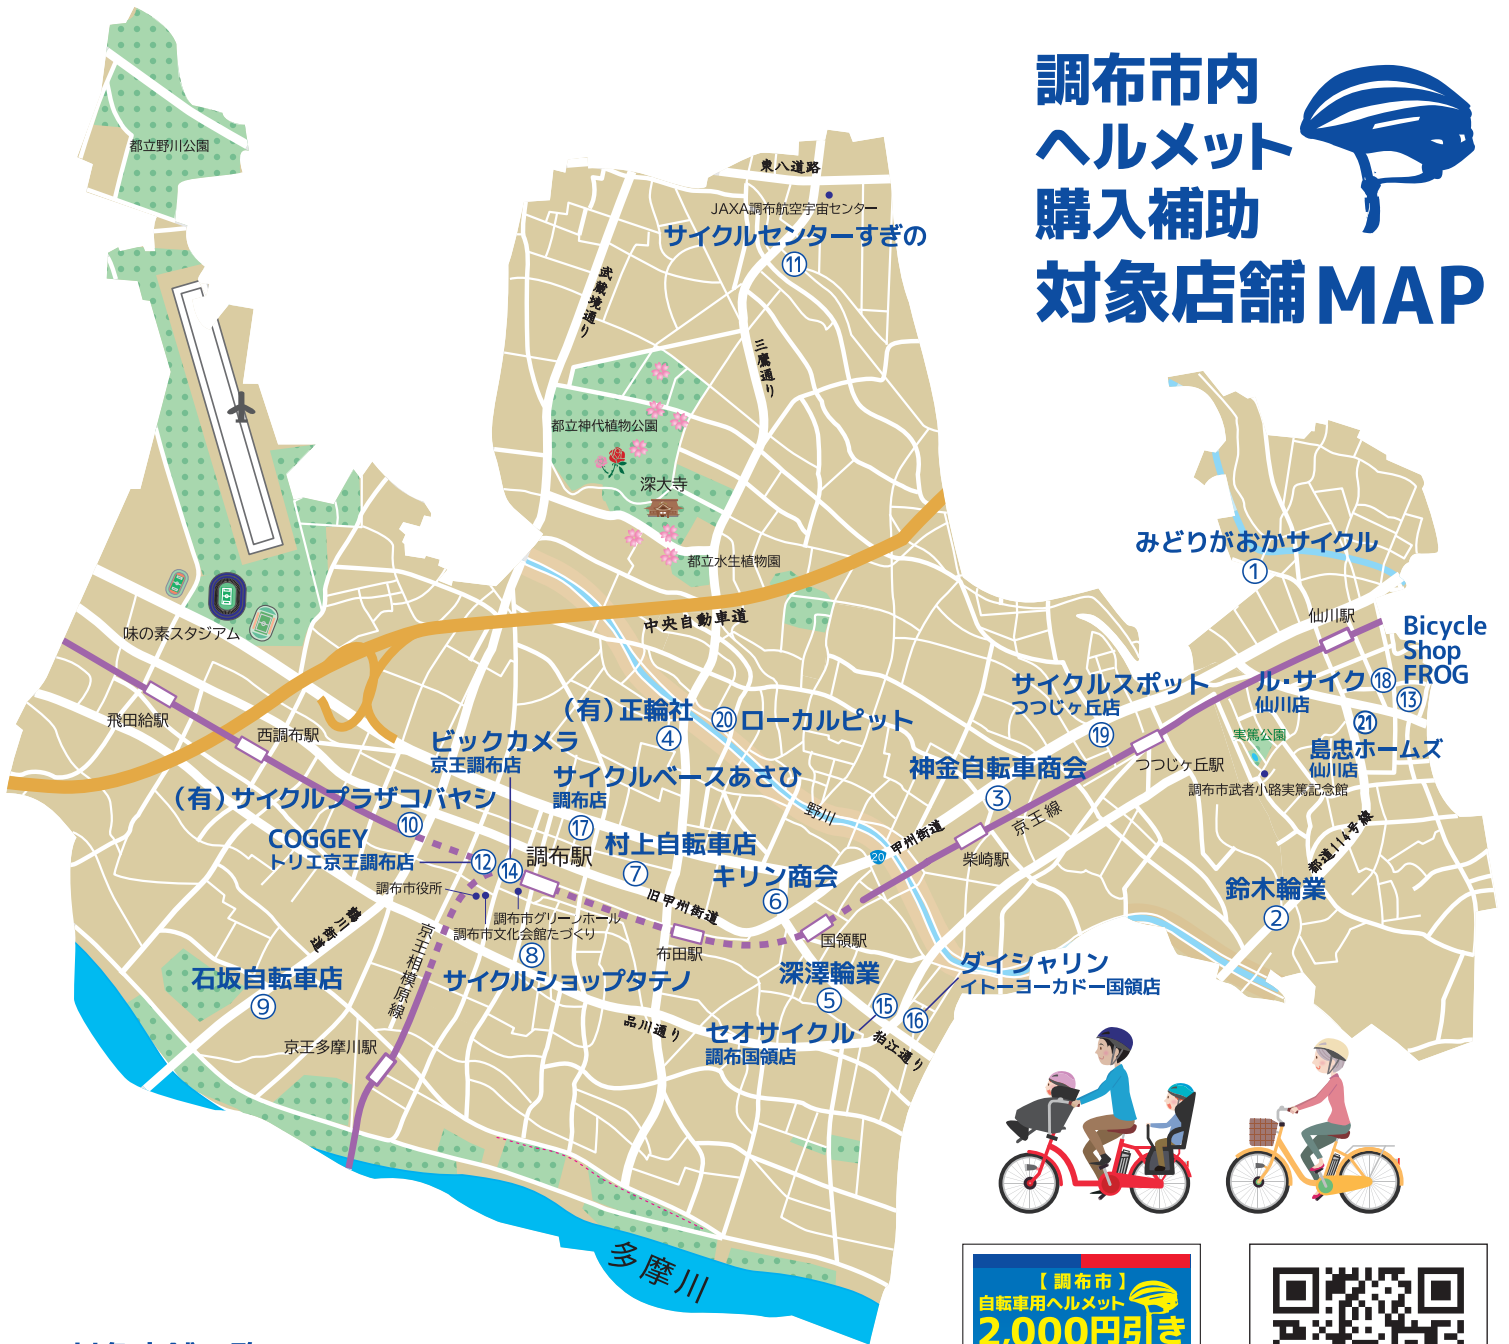 調布市内
ヘルメット
購入補助
対象店舗MAP
都立野川公園
東八道路
JAXA調布航空宇宙センター
サイクルセンターすぎの
⑪
武蔵境通り
三鷹通り
都立神代植物公園
深大寺
都立水生植物園
みどりがおかサイクル
①
味の素スタジアム
中央自動車道
仙川駅
Bicycle
Shop
FROG
⑬
ル・サイク
仙川店
⑱
サイクルスポット
つつじヶ丘店
⑲
㉑
島忠ホームズ
仙川店
実篤公園
調布市武者小路実篤記念館
飛田給駅
西調布駅
(有)正輪社
④
⑳ローカルピット
ビックカメラ
京王調布店
⑭
サイクルベースあさひ
調布店
⑰
神金自転車商会
③
つつじヶ丘駅
(有)サイクルプラザコバヤシ
⑩
野川
京王線
甲州街道
20
都道114号線
COGGEY
トリエ京王調布店
⑫
調布駅
村上自転車店
⑦
キリン商会
⑥
柴崎駅
鈴木輪業
②
調布市役所
調布市グリーンホール
調布市文化会館たづくり
旧甲州街道
鶴川街道
京王相模原線
布田駅
国領駅
⑧
サイクルショップタテノ
石坂自転車店
⑨
深澤輪業
⑤
ダイシャリン
イトーヨーカドー国領店
⑯
セオサイクル
調布国領店
⑮
品川通り
狛江通り
京王多摩川駅
多摩川
【調布市】
自転車用ヘルメット
2,000円引き